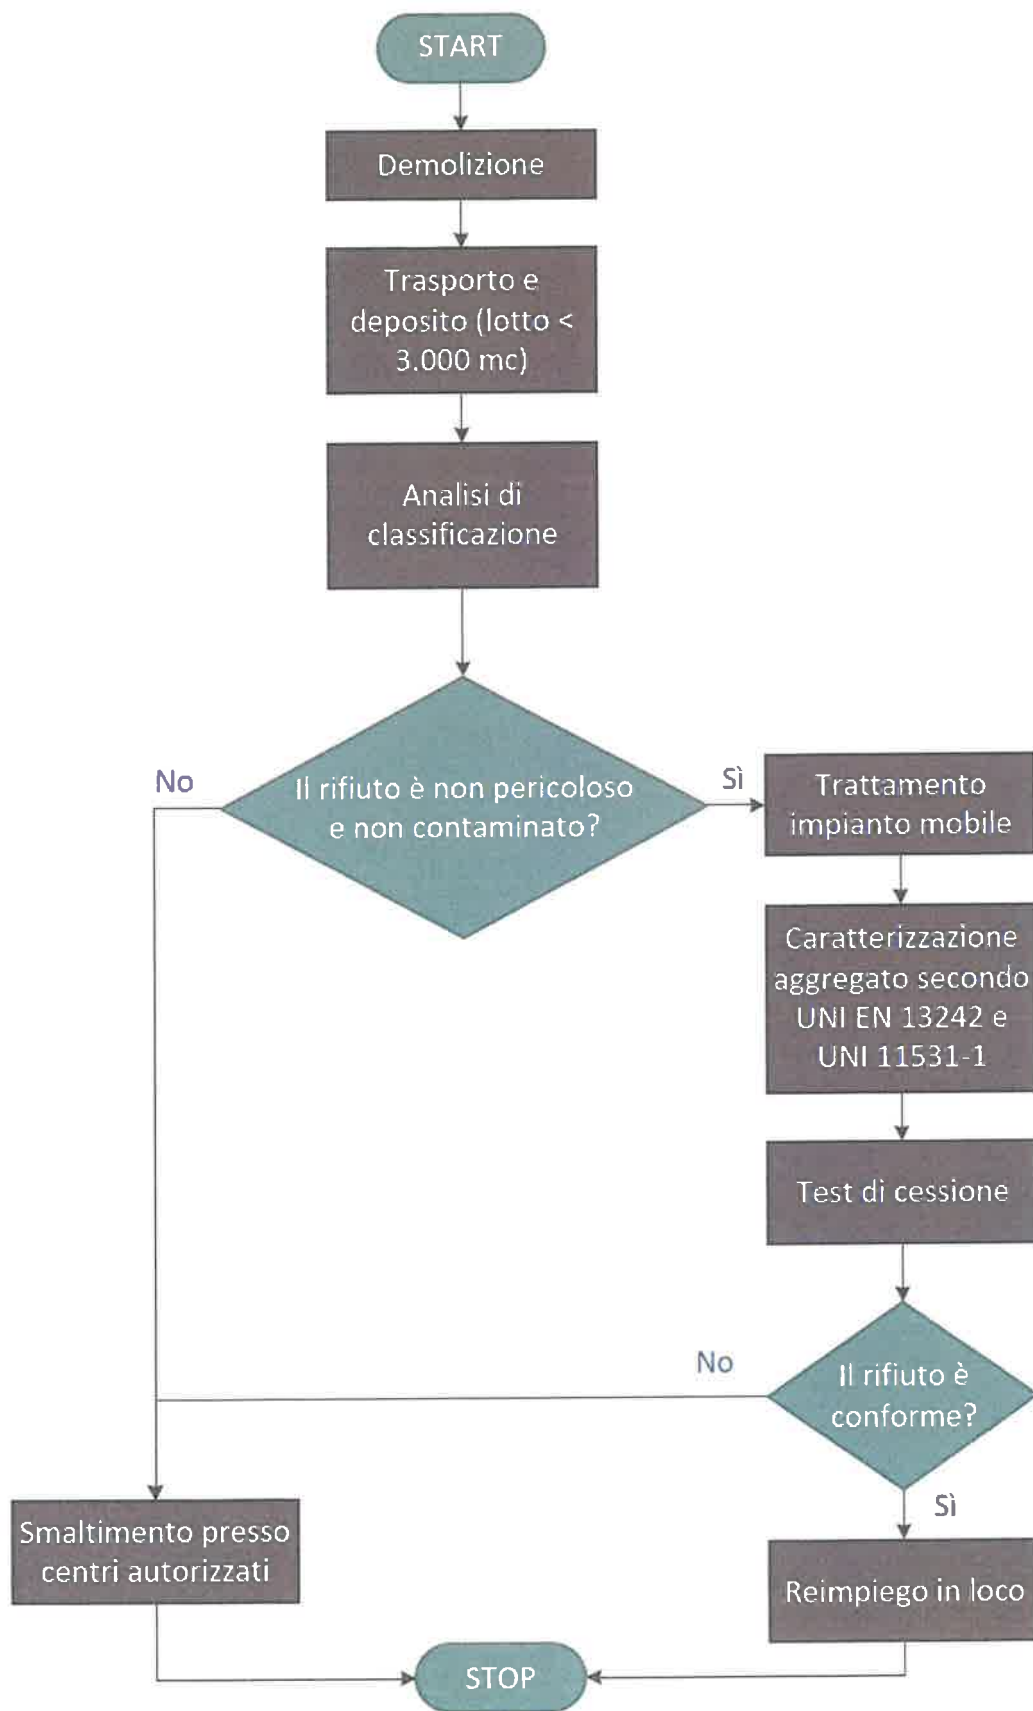 START
Demolizione
Trasporto e
deposito (lotto <
3.000 mc)
Analisi di
classificazione
Il rifiuto è non pericoloso
e non contaminato?
No
Sì
Trattamento
impianto mobile
Caratterizzazione
aggregato secondo
UNI EN 13242 e
UNI 11531-1
Test di cessione
Il rifiuto è
conforme?
No
Sì
Smaltimento presso
centri autorizzati
Reimpiego in loco
STOP